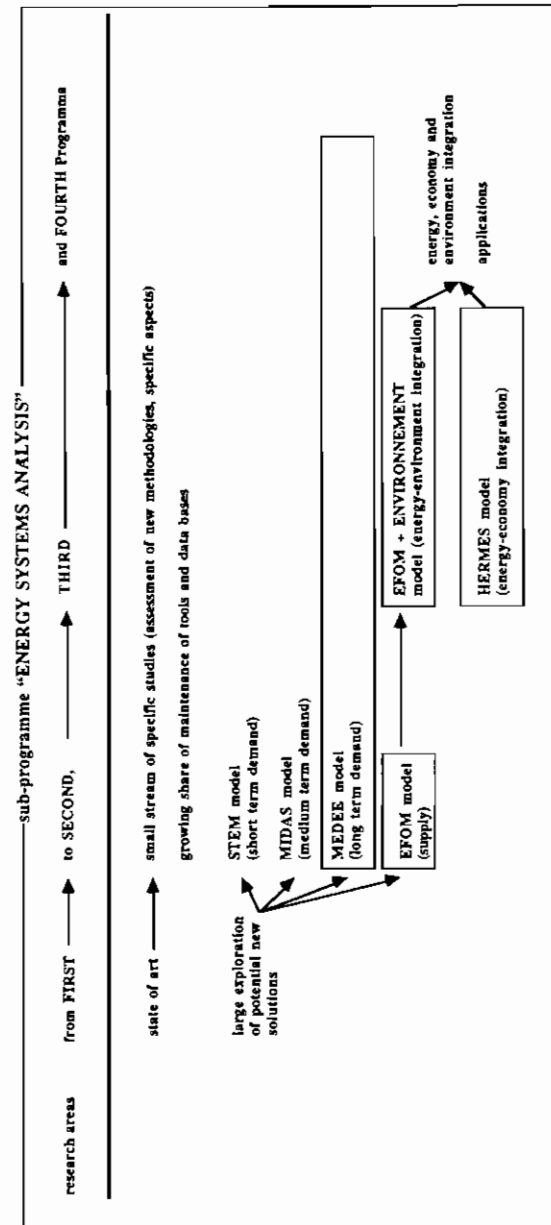 sub-programme "ENERGY SYSTEMS ANALYSIS"
research areas from FIRST to SECOND, THIRD and FOURTH Programma
state of art small stream of specific studies (assessment of new methodologies, specific aspects)
growing share of maintenance of tools and data bases
large exploration
of potential new
solutions
STEM model
(short term demand)
MIDAS model
(medium term demand)
MEDEE model
(long term demand)
EFOM model
(supply)
EFOM + ENVIRONNEMENT
model (energy-environment integration)
HERMES model
(energy-economy integration)
energy, economy and
environment integration
applications